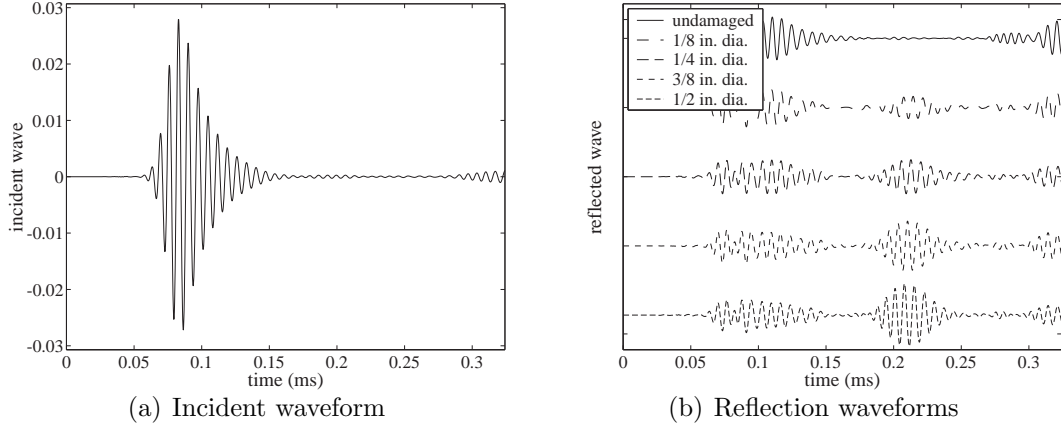 0.03
0.02
0.01
0
-0.01
-0.02
-0.03
incident wave
0 0.05 0.1 0.15 0.2 0.25 0.3
time (ms)
(a) Incident waveform
undamaged
1/8 in. dia.
1/4 in. dia.
3/8 in. dia.
1/2 in. dia.
reflected wave
0 0.05 0.1 0.15 0.2 0.25 0.3
time (ms)
(b) Reflection waveforms